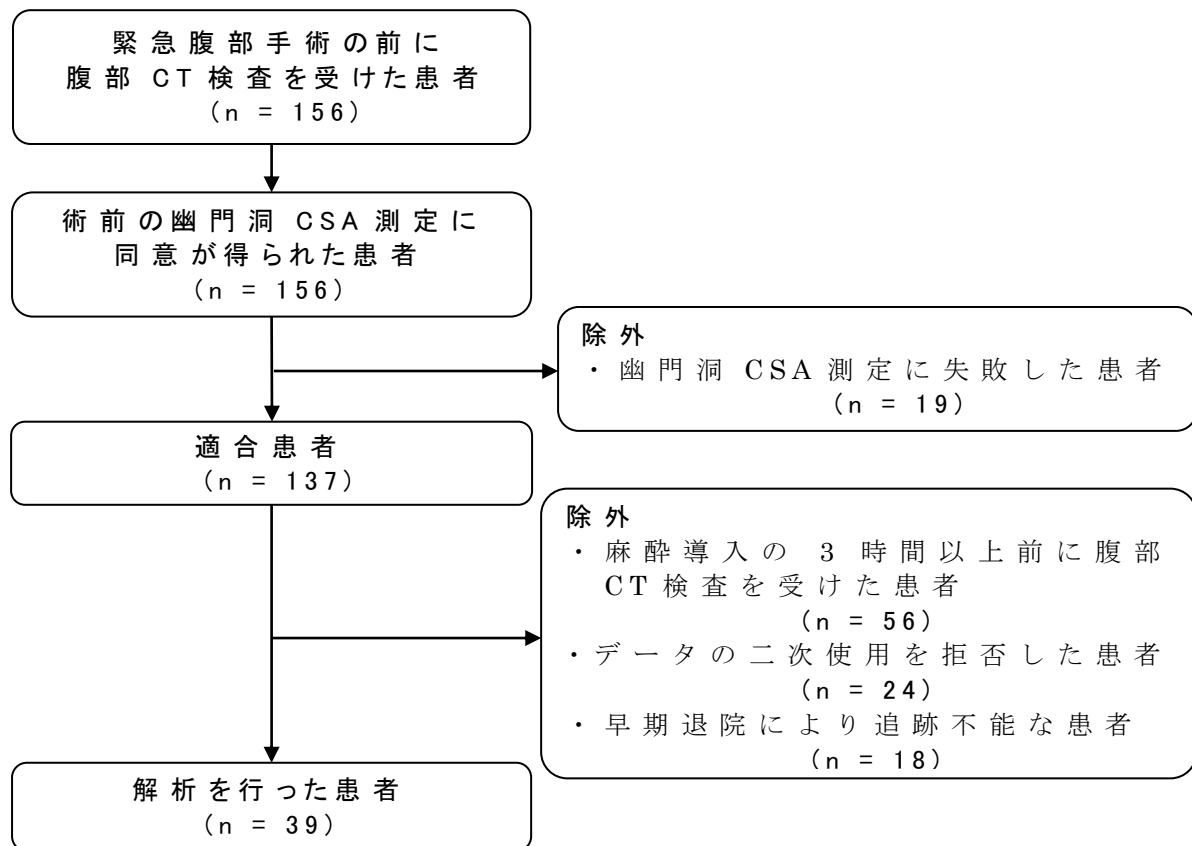 緊急腹部手術の前に
腹部 CT 検査を受けた患者
(n = 156)
術前の幽門洞 CSA 測定に
同意が得られた患者
(n = 156)
除外
・幽門洞 CSA 測定に失敗した患者
(n = 19)
適合患者
(n = 137)
除外
・麻酔導入の 3 時間以上前に腹部
CT 検査を受けた患者
(n = 56)
・データの二次使用を拒否した患者
(n = 24)
・早期退院により追跡不能な患者
(n = 18)
解析を行った患者
(n = 39)